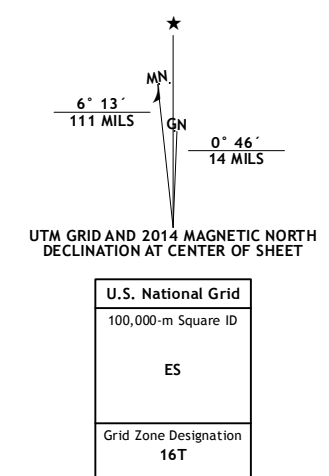 ★
MN.
6° 13´
111 MILS
GN
0° 46´
14 MILS
UTM GRID AND 2014 MAGNETIC NORTH
DECLINATION AT CENTER OF SHEET
U.S. National Grid
100,000-m Square ID
ES
Grid Zone Designation
16T